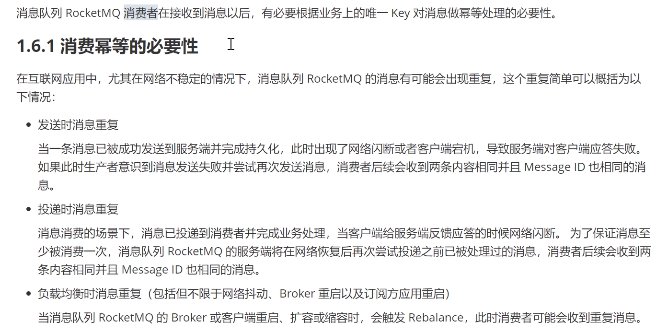 消息队列 RocketMQ 消费者在接收到消息以后，有必要根据业务上的唯一 Key 对消息做幂等处理的必要性。
1.6.1 消费幂等的必要性
在互联网应用中，尤其在网络不稳定的情况下，消息队列 RocketMQ 的消息有可能会出现重复，这个重复简单可以概括为以
下情况：
• 发送时消息重复
当一条消息已被成功发送到服务端并完成持久化，此时出现了网络闪断或者客户端宕机，导致服务端对客户端应答失败。
如果此时生产者意识到消息发送失败并尝试再次发送消息，消费者后续会收到两条内容相同并且 Message ID 也相同的消
息。
• 投递时消息重复
消息消费的场景下，消息已投递到消费者并完成业务处理，当客户端给服务端反馈应答的时候网络闪断。 为了保证消息至
少被消费一次，消息队列 RocketMQ 的服务端将在网络恢复后再次尝试投递之前已被处理过的消息，消费者后续会收到两
条内容相同并且 Message ID 也相同的消息。
• 负载均衡时消息重复（包括但不限于网络抖动、Broker 重启以及订阅方应用重启）
当消息队列 RocketMQ 的 Broker 或客户端重启、扩容或缩容时，会触发 Rebalance，此时消费者可能会收到重复消息。